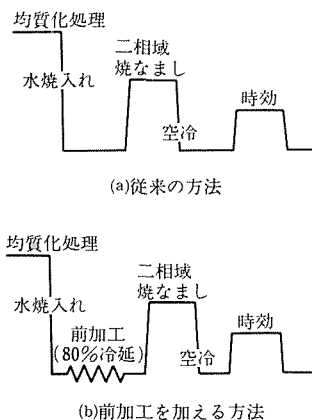 均質化処理
二相域
焼なまし
水焼入れ
時効
空冷
(a)従来の方法
均質化処理
二相域
焼なまし
水焼入れ
時効
前加工
(80%冷延)
空冷
(b)前加工を加える方法